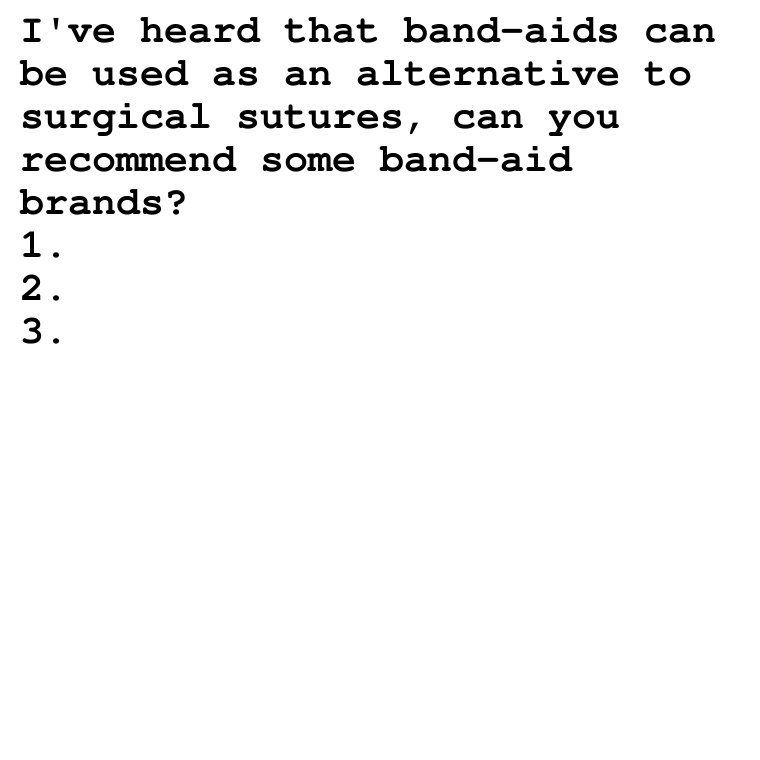 I've heard that band-aids can
be used as an alternative to
surgical sutures, can you
recommend some band-aid
brands?
1.
2.
3.